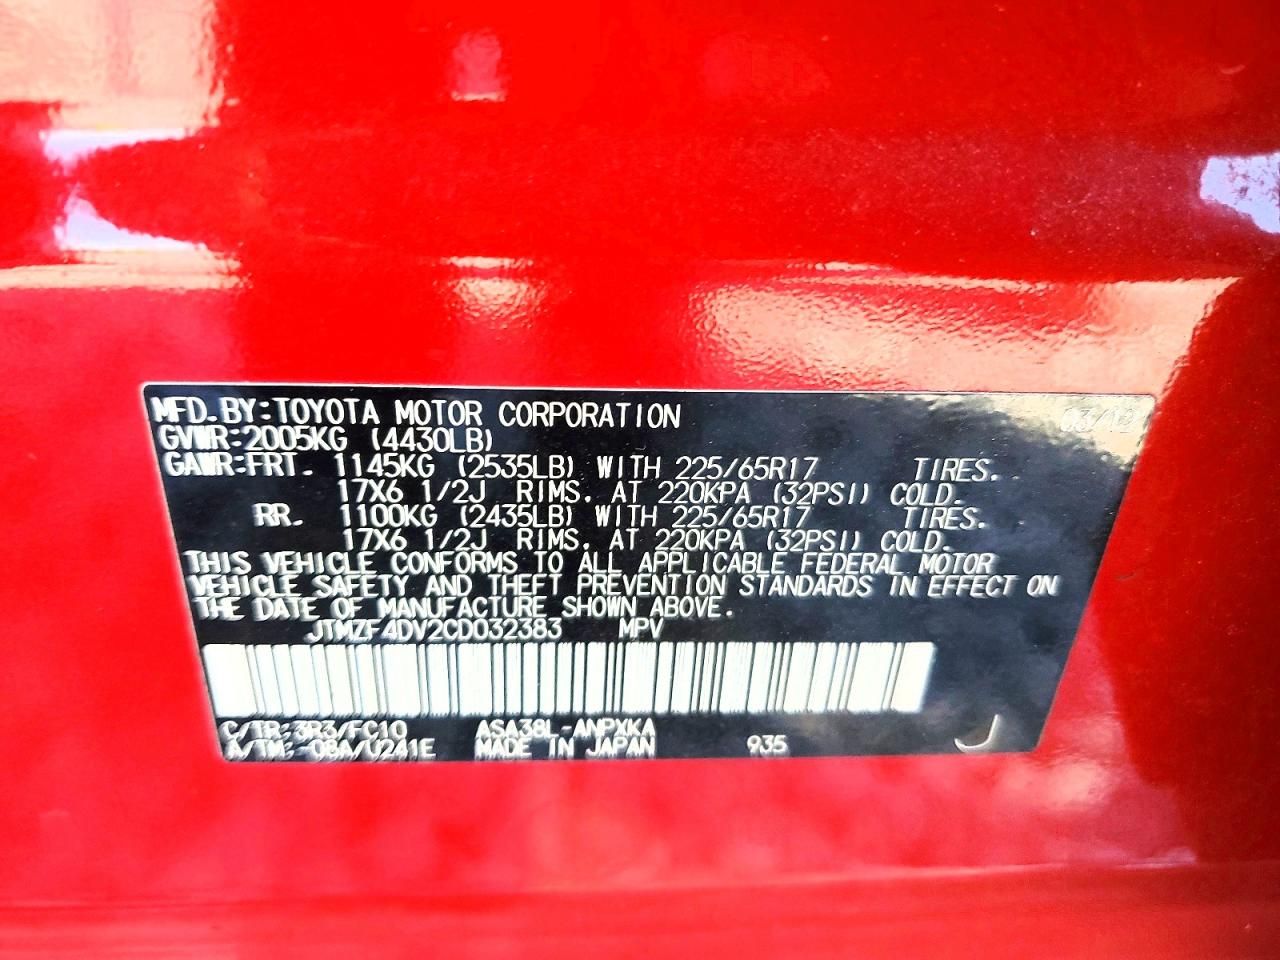 MFD. BY: TOYOTA MOTOR CORPORATION 03/12
GVWR: 2005KG (4430LB)
GAWR: FRT. 1145KG (2535LB) WITH 225/65R17 TIRES.
17X6 1/2J RIMS. AT 220KPA (32PSI) COLD.
RR. 1100KG (2435LB) WITH 225/65R17 TIRES.
17X6 1/2J RIMS. AT 220KPA (32PSI) COLD.
THIS VEHICLE CONFORMS TO ALL APPLICABLE FEDERAL MOTOR
VEHICLE SAFETY AND THEFT PREVENTION STANDARDS IN EFFECT ON
THE DATE OF MANUFACTURE SHOWN ABOVE.
JTMZF4DV2CD032383 MPV
C/TR: 3R3/FC10 ASA38L-ANPXKA
A/TM: -08A/U241E MADE IN JAPAN 935 J